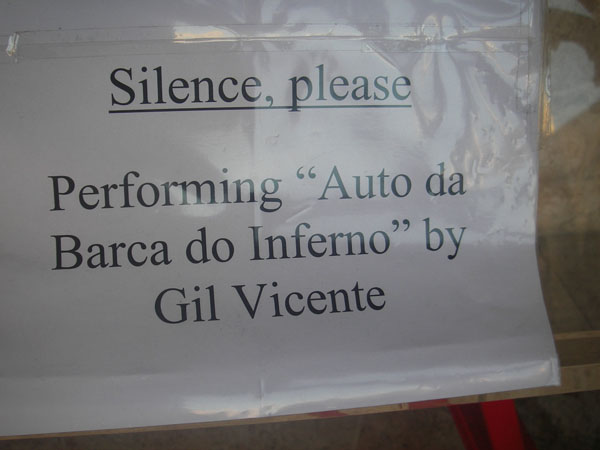 Silence, please
Performing “Auto da
Barca do Inferno” by
Gil Vicente